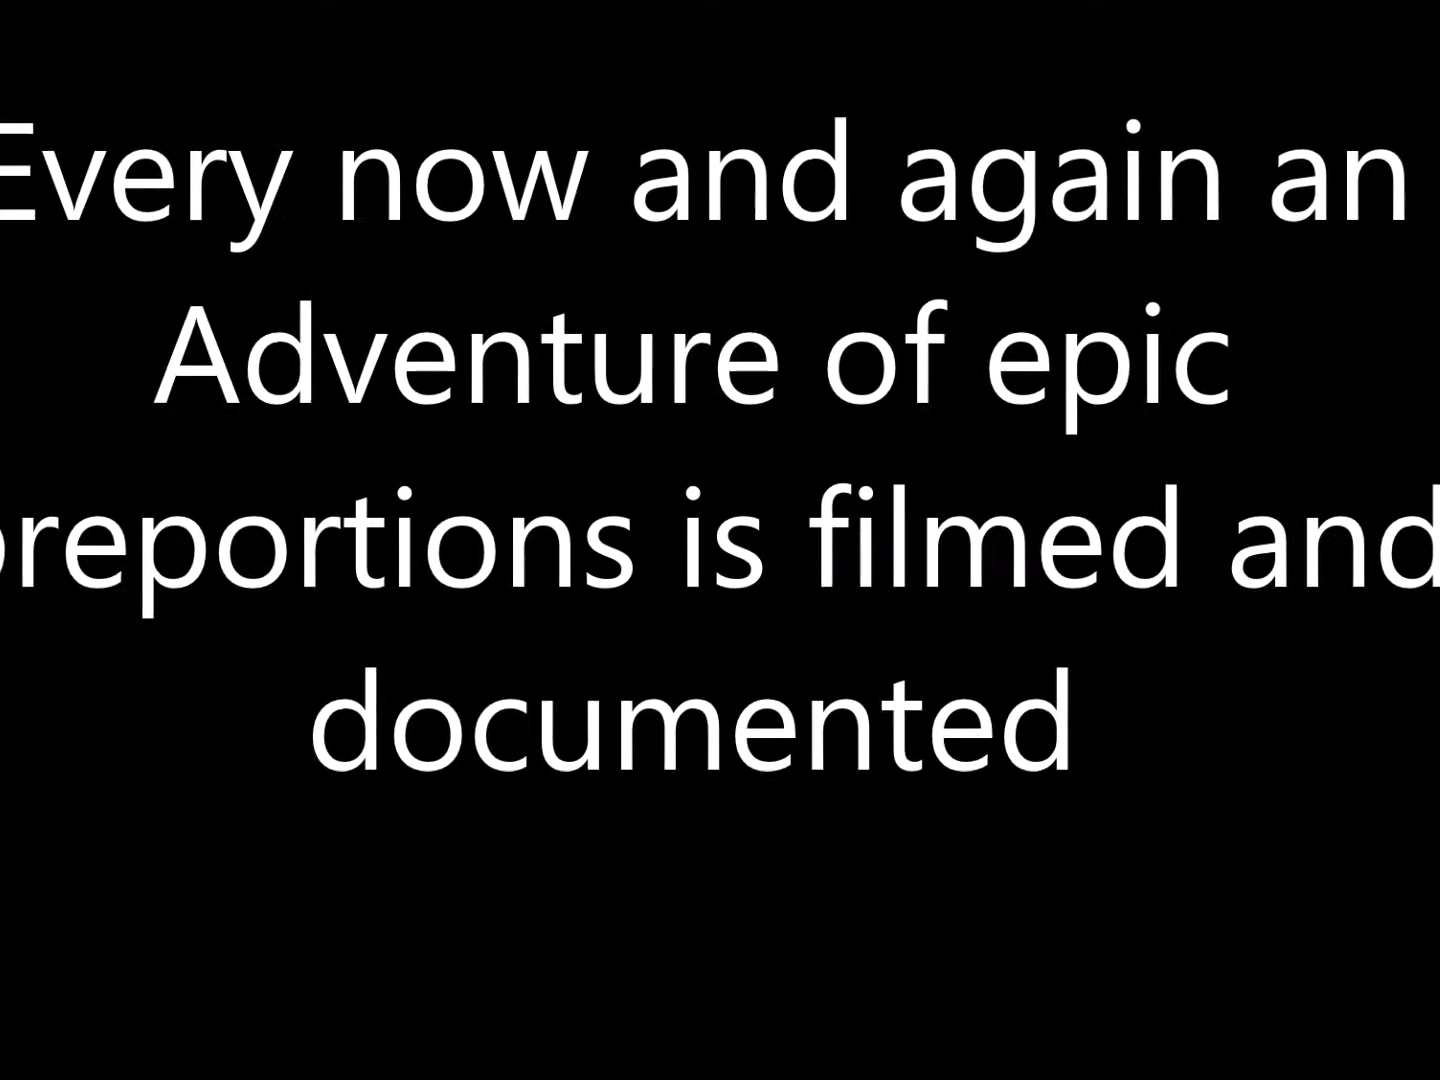 Every now and again an
Adventure of epic
preportions is filmed and
documented